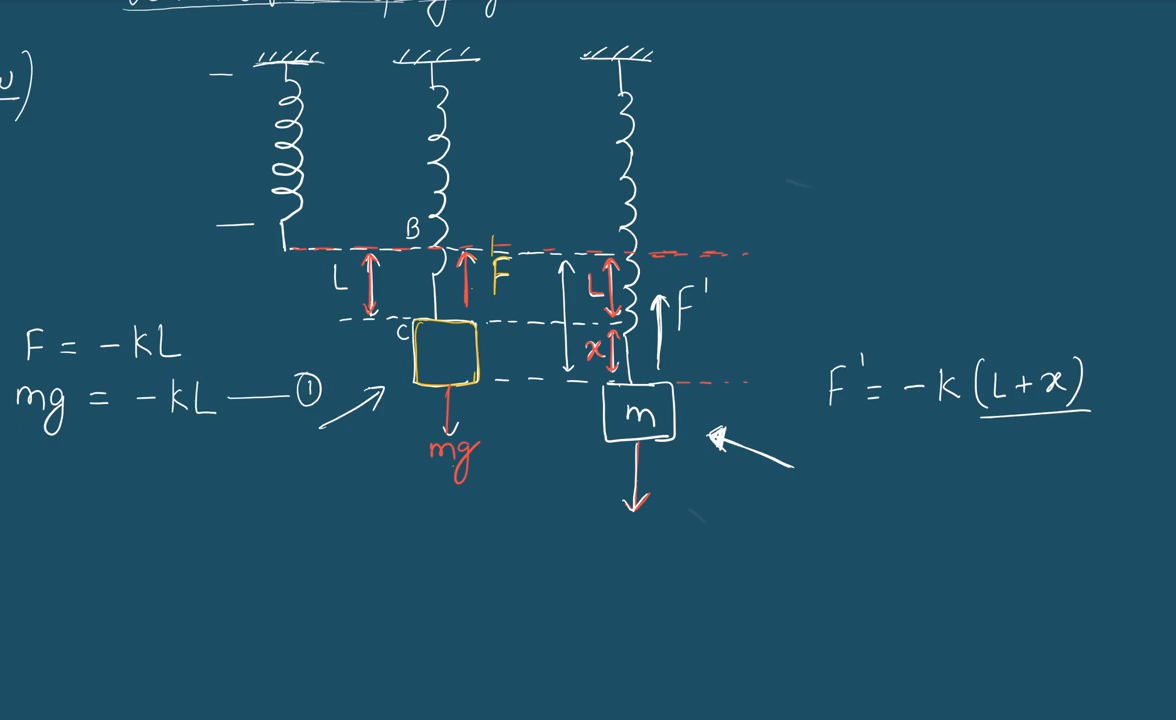 B
L
F
L
F'
C
x
F = -kL
mg = -kL —— ①
m
F' = -k (L+x)
mg